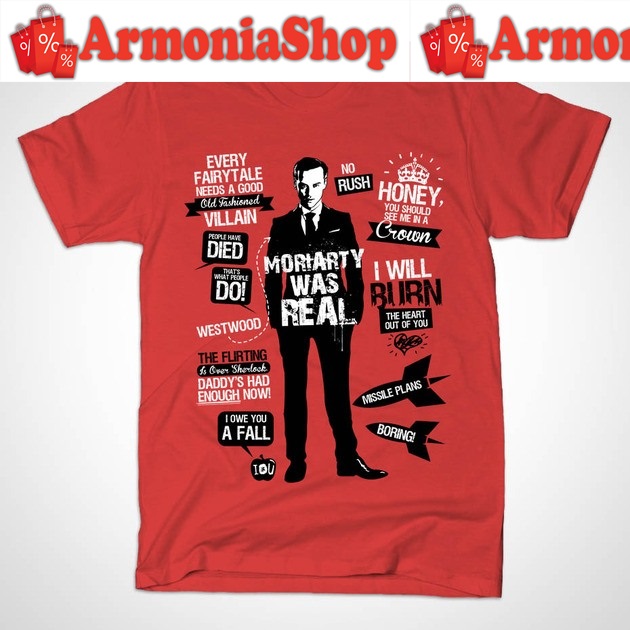 ArmoniaShop
Armon
EVERY
FAIRYTALE
NEEDS A GOOD
Old Fashioned
VILLAIN
PEOPLE HAVE
DIED
THAT'S
WHAT PEOPLE
DO!
WESTWOOD
THE FLIRTING
Is Over Sherlock
DADDY'S HAD
ENOUGH NOW!
I OWE YOU
A FALL
IOU
NO
RUSH
MORIARTY
WAS
REAL
HONEY,
YOU SHOULD
SEE ME IN A
Crown
I WILL
BURN
THE HEART
OUT OF YOU
MISSILE PLANS
BORING!